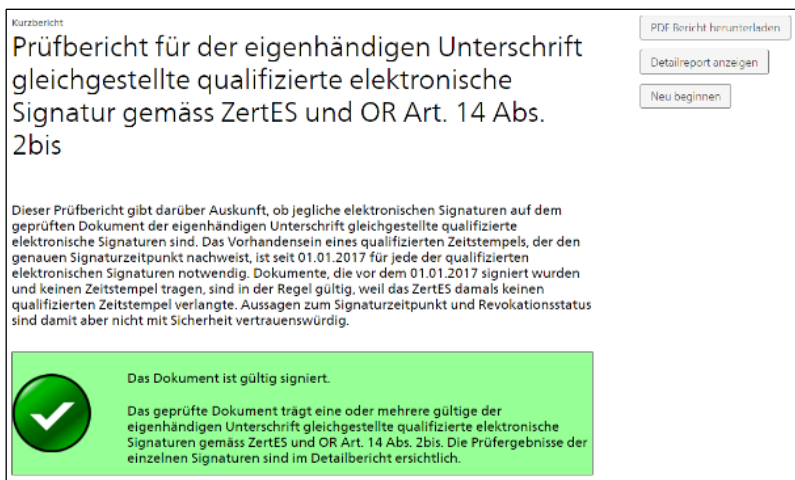 Kurzbericht
Prüfbericht für der eigenhändigen Unterschrift
gleichgestellte qualifizierte elektronische
Signatur gemäss ZertES und OR Art. 14 Abs.
2bis
PDF Bericht herunterladen
Detailreport anzeigen
Neu beginnen
Dieser Prüfbericht gibt darüber Auskunft, ob jegliche elektronischen Signaturen auf dem
geprüften Dokument der eigenhändigen Unterschrift gleichgestellte qualifizierte
elektronische Signaturen sind. Das Vorhandensein eines qualifizierten Zeitstempels, der den
genauen Signaturzeitpunkt nachweist, ist seit 01.01.2017 für jede der qualifizierten
elektronischen Signaturen notwendig. Dokumente, die vor dem 01.01.2017 signiert wurden
und keinen Zeitstempel tragen, sind in der Regel gültig, weil das ZertES damals keinen
qualifizierten Zeitstempel verlangte. Aussagen zum Signaturzeitpunkt und Revokationsstatus
sind damit aber nicht mit Sicherheit vertrauenswürdig.
Das Dokument ist gültig signiert.
Das geprüfte Dokument trägt eine oder mehrere gültige der
eigenhändigen Unterschrift gleichgestellte qualifizierte elektronische
Signaturen gemäss ZertES und OR Art. 14 Abs. 2bis. Die Prüfergebnisse der
einzelnen Signaturen sind im Detailbericht ersichtlich.